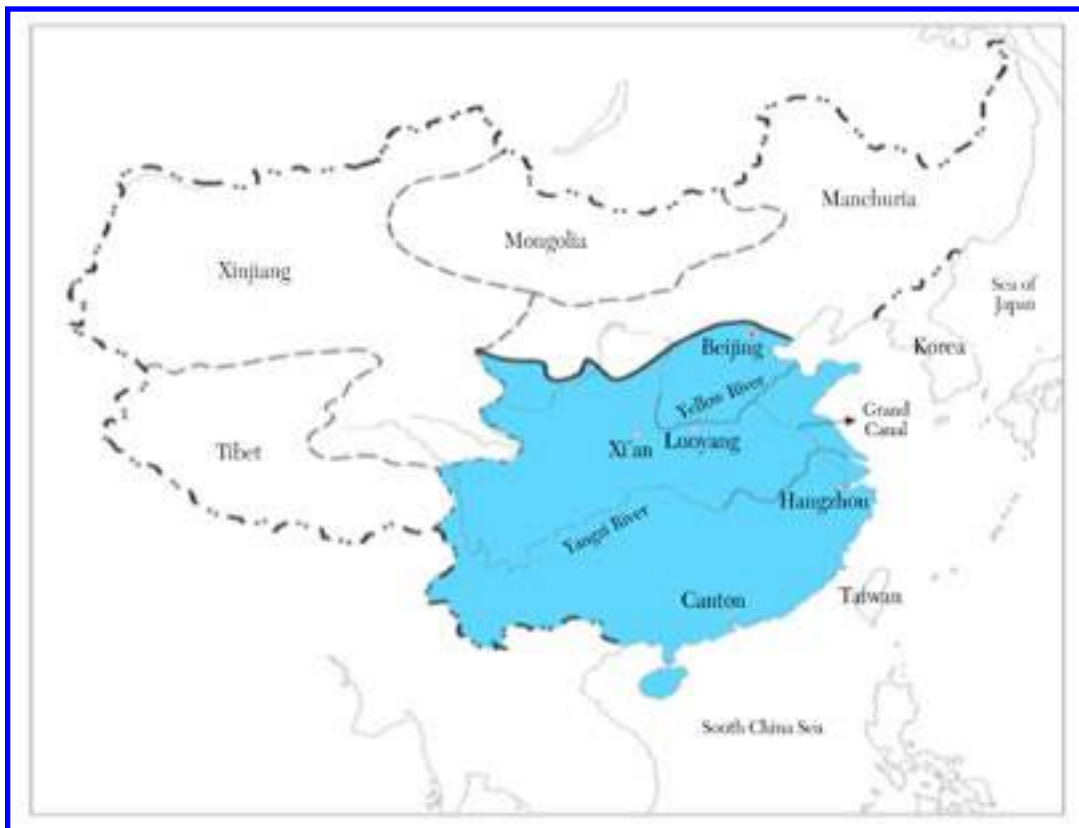 Manchuria
Mongolia
Xinjiang
Sea of
Japan
Beijing
Korea
Yellow River
Grand
Canal
Xi'an
Luoyang
Tibet
Hangzhou
Yangzi River
Canton
Taiwan
South China Sea